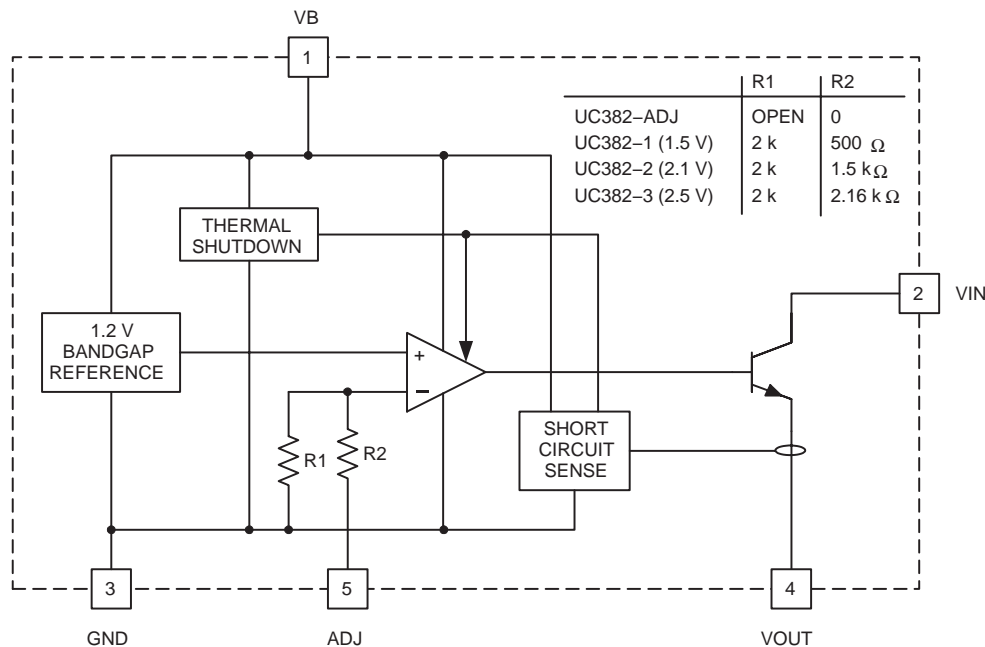 VB
1
R1 R2
UC382–ADJ OPEN 0
UC382–1 (1.5 V) 2 k 500 Ω
UC382–2 (2.1 V) 2 k 1.5 kΩ
UC382–3 (2.5 V) 2 k 2.16 kΩ
THERMAL
SHUTDOWN
2 VIN
1.2 V
BANDGAP
REFERENCE
+
–
SHORT
CIRCUIT
SENSE
R1 R2
3 5 4
GND ADJ VOUT